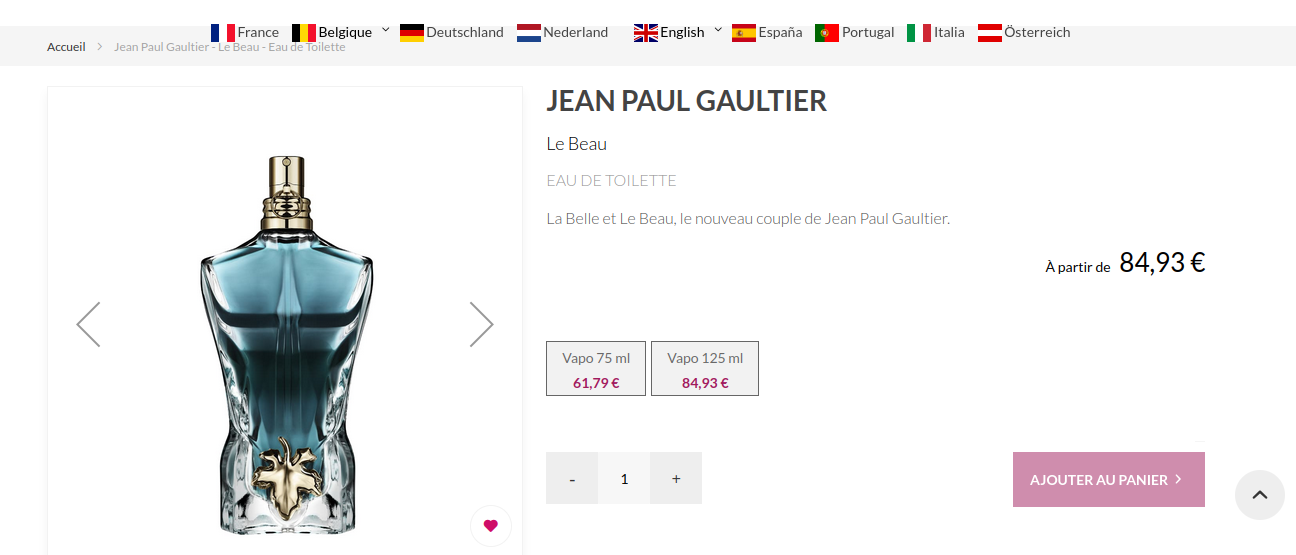 France Belgique Deutschland Nederland English España Portugal Italia Österreich
Accueil Jean Paul Gaultier - Le Beau - Eau de Toilette
JEAN PAUL GAULTIER
Le Beau
EAU DE TOILETTE
La Belle et Le Beau, le nouveau couple de Jean Paul Gaultier.
À partir de 84,93 €
Vapo 75 ml Vapo 125 ml
61,79 € 84,93 €
- 1 +
AJOUTER AU PANIER